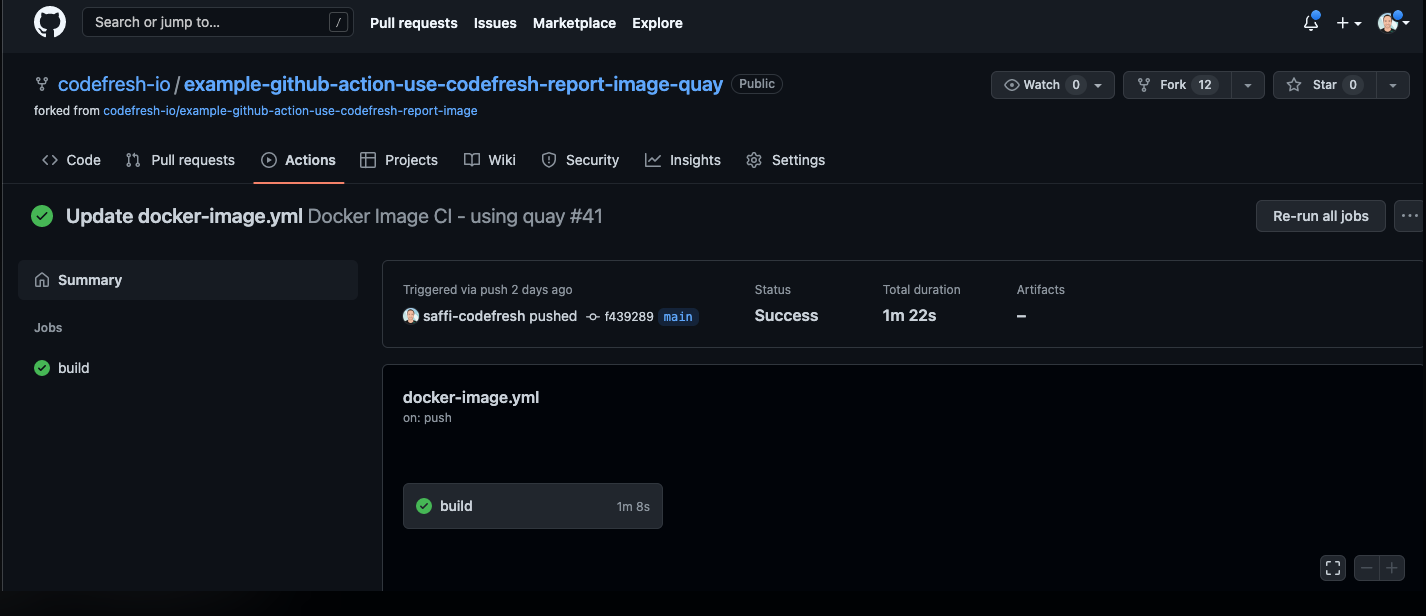 Search or jump to... / Pull requests Issues Marketplace Explore
codefresh-io / example-github-action-use-codefresh-report-image-quay Public Watch 0 Fork 12 Star 0
forked from codefresh-io/example-github-action-use-codefresh-report-image
Code Pull requests Actions Projects Wiki Security Insights Settings
Update docker-image.yml Docker Image CI - using quay #41 Re-run all jobs ...
Summary
Triggered via push 2 days ago Status Total duration Artifacts
saffi-codefresh pushed f439289 main Success 1m 22s –
Jobs
build
docker-image.yml
on: push
build 1m 8s